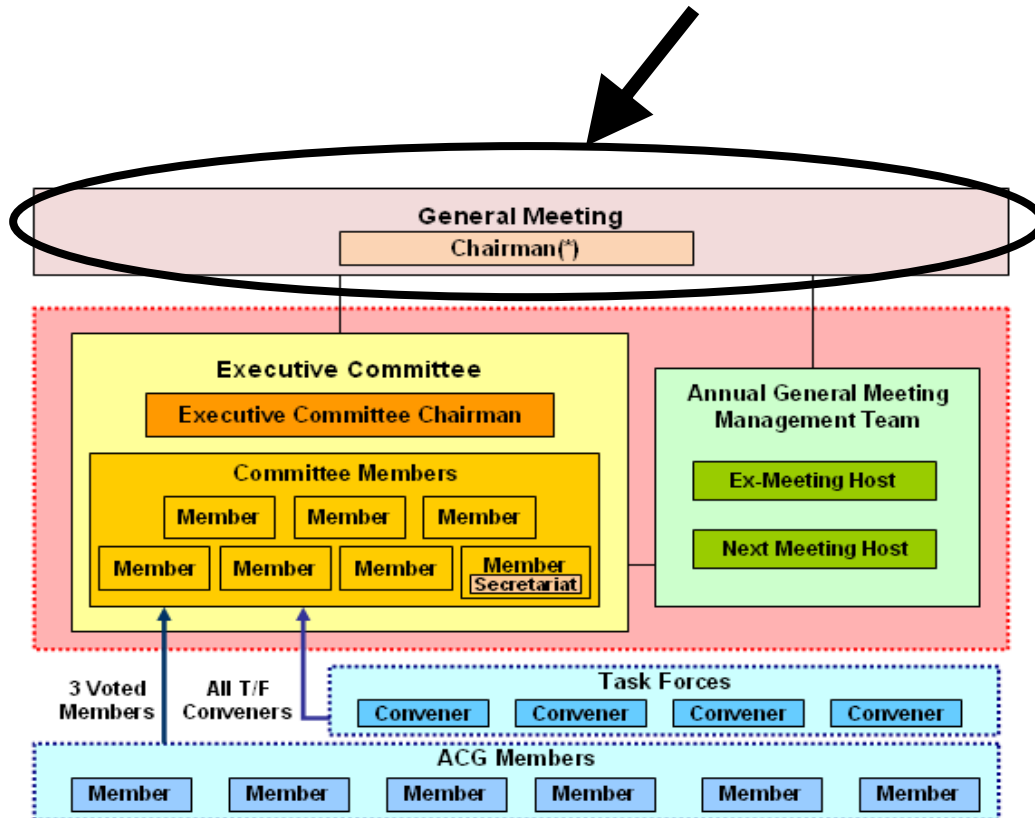 General Meeting
Chairman(*)
Executive Committee
Executive Committee Chairman
Committee Members
Member Member Member
Member Member Member Member
Secretariat
Annual General Meeting
Management Team
Ex-Meeting Host
Next Meeting Host
3 Voted
Members
All T/F
Conveners
Task Forces
Convener Convener Convener Convener
ACG Members
Member Member Member Member Member Member